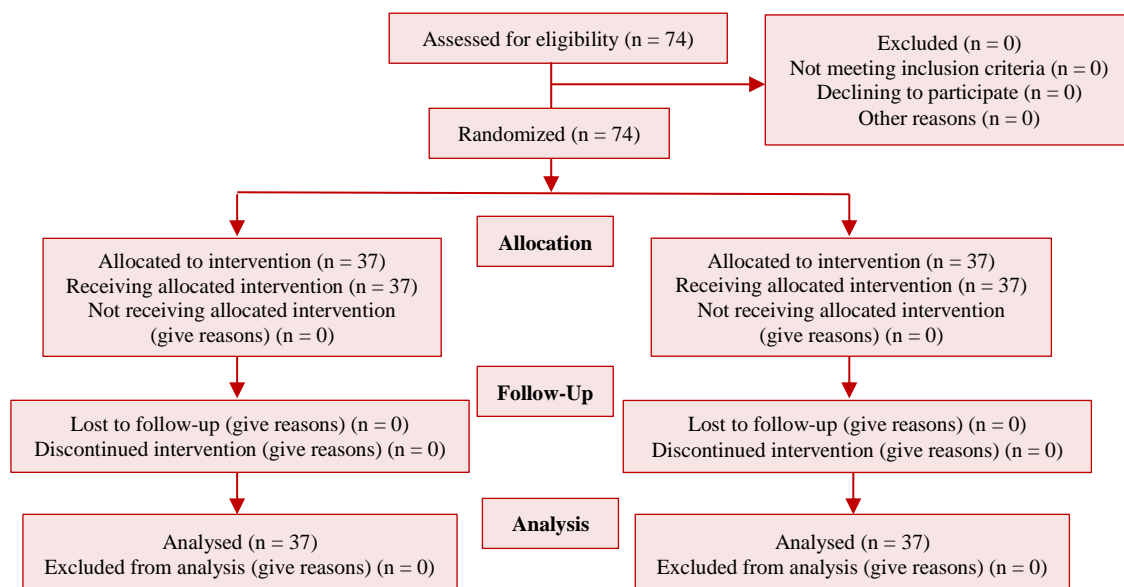 Assessed for eligibility (n = 74)
Excluded (n = 0)
Not meeting inclusion criteria (n = 0)
Declining to participate (n = 0)
Other reasons (n = 0)
Randomized (n = 74)
Allocation
Allocated to intervention (n = 37)
Receiving allocated intervention (n = 37)
Not receiving allocated intervention
(give reasons) (n = 0)
Allocated to intervention (n = 37)
Receiving allocated intervention (n = 37)
Not receiving allocated intervention
(give reasons) (n = 0)
Follow-Up
Lost to follow-up (give reasons) (n = 0)
Discontinued intervention (give reasons) (n = 0)
Lost to follow-up (give reasons) (n = 0)
Discontinued intervention (give reasons) (n = 0)
Analysis
Analysed (n = 37)
Excluded from analysis (give reasons) (n = 0)
Analysed (n = 37)
Excluded from analysis (give reasons) (n = 0)